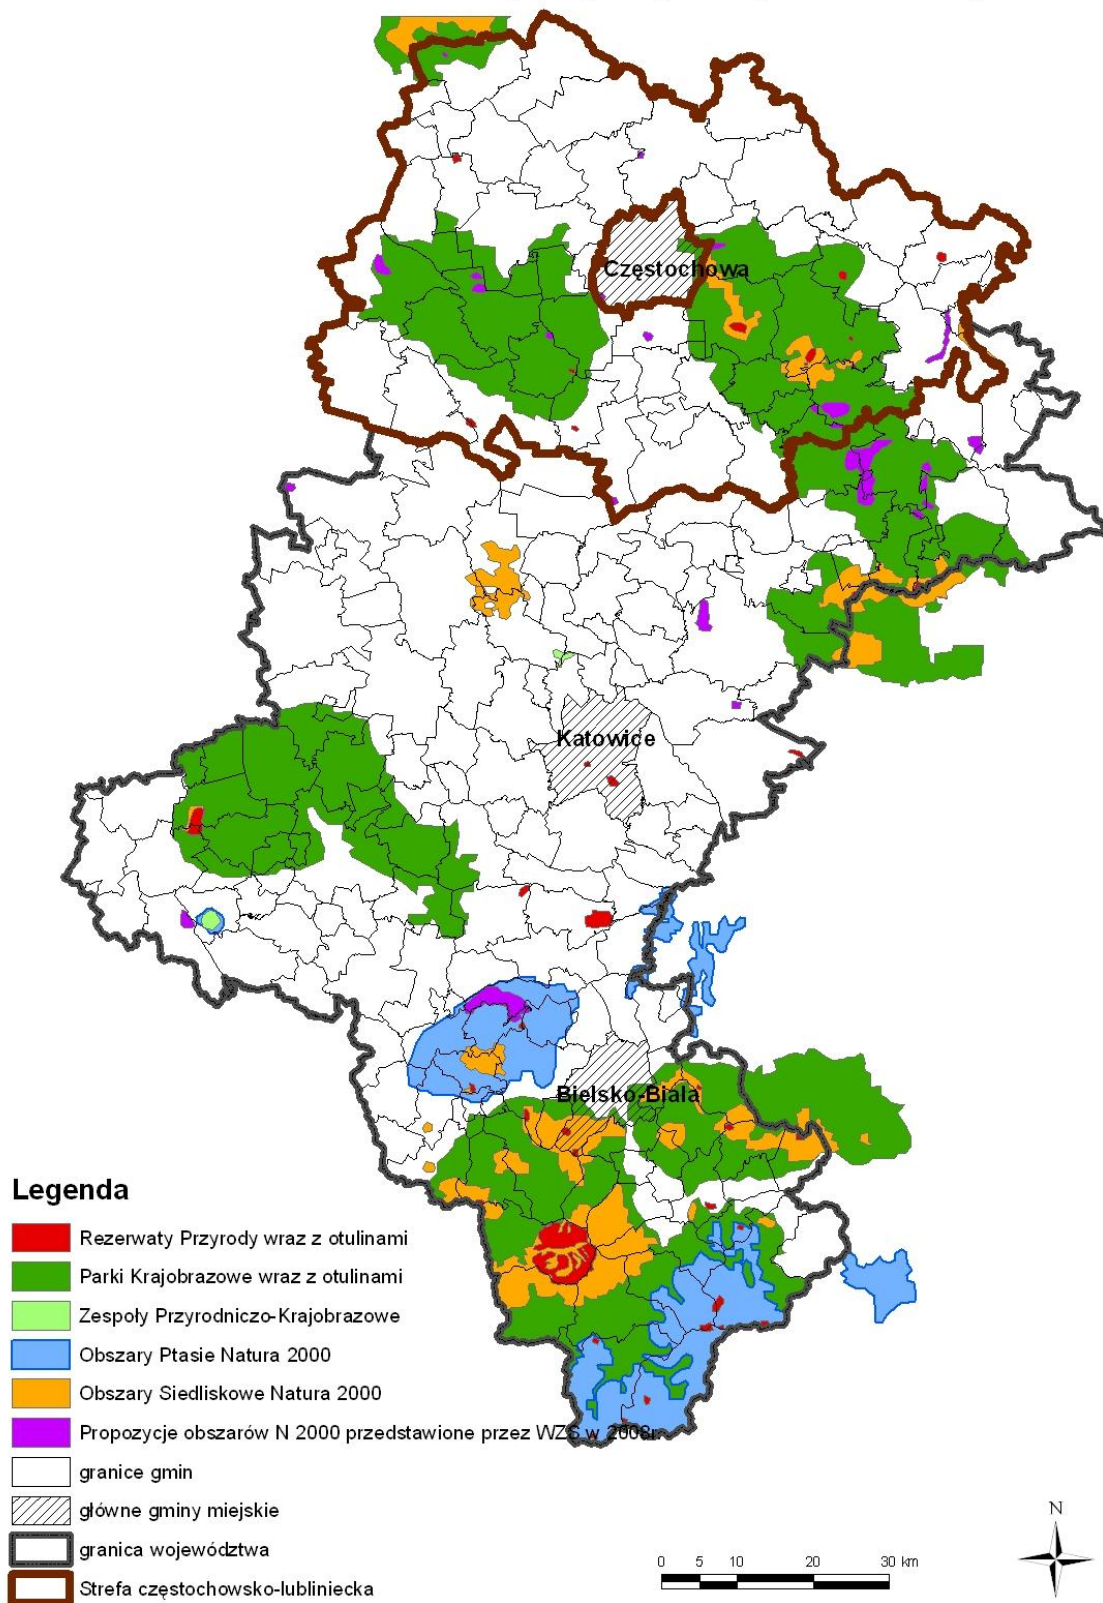 Częstochowa
Katowice
Bielsko-Biala
Legenda
Rezerwaty Przyrody wraz z otulinami
Parki Krajobrazowe wraz z otulinami
Zespoły Przyrodniczo-Krajobrazowe
Obszary Ptasie Natura 2000
Obszary Siedliskowe Natura 2000
Propozycje obszarów N 2000 przedstawione przez WZS w 2008r.
granice gmin
główne gminy miejskie
granica województwa
Strefa częstochowsko-lubliniecka
N
0 5 10 20 30 km